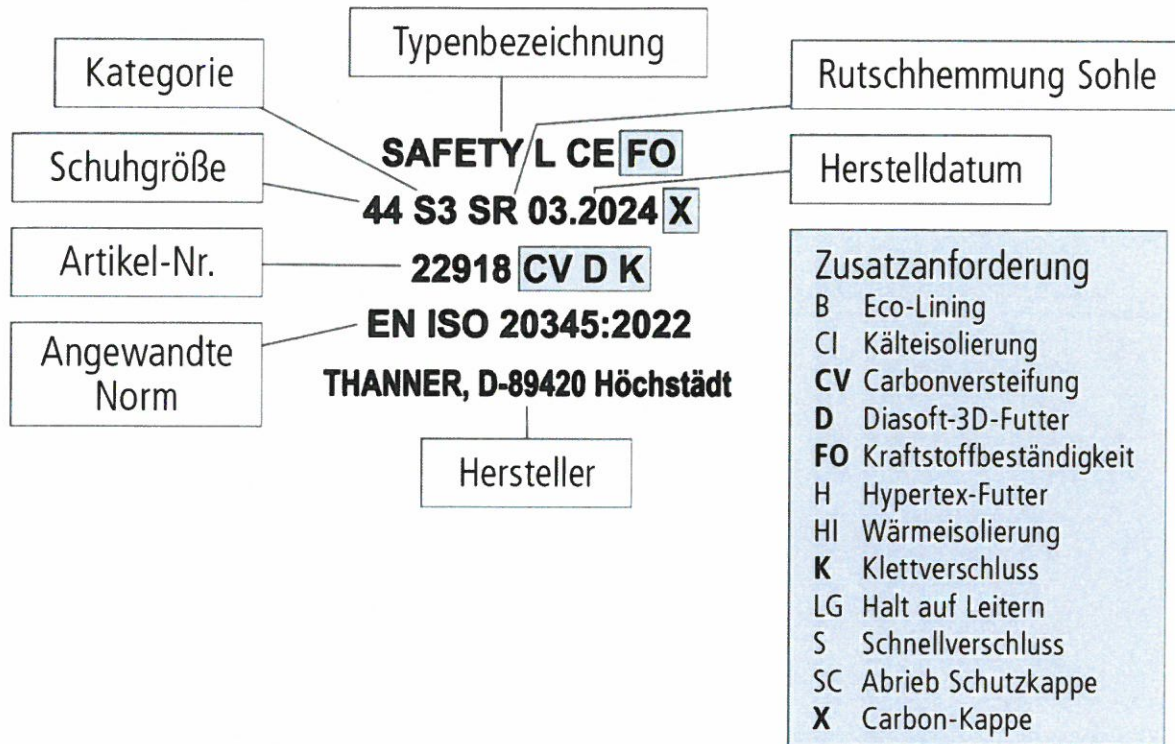 Typenbezeichnung
Kategorie
Rutschhemmung Sohle
Schuhgröße
Herstelldatum
Artikel-Nr.
Angewandte
Norm
SAFETY L CE FO
44 S3 SR 03.2024 X
22918 CV D K
EN ISO 20345:2022
THANNER, D-89420 Höchstädt
Hersteller
Zusatzanforderung
B Eco-Lining
CI Kälteisolierung
CV Carbonversteifung
D Diasoft-3D-Futter
FO Kraftstoffbeständigkeit
H Hypertex-Futter
HI Wärmeisolierung
K Klettverschluss
LG Halt auf Leitern
S Schnellverschluss
SC Abrieb Schutzkappe
X Carbon-Kappe